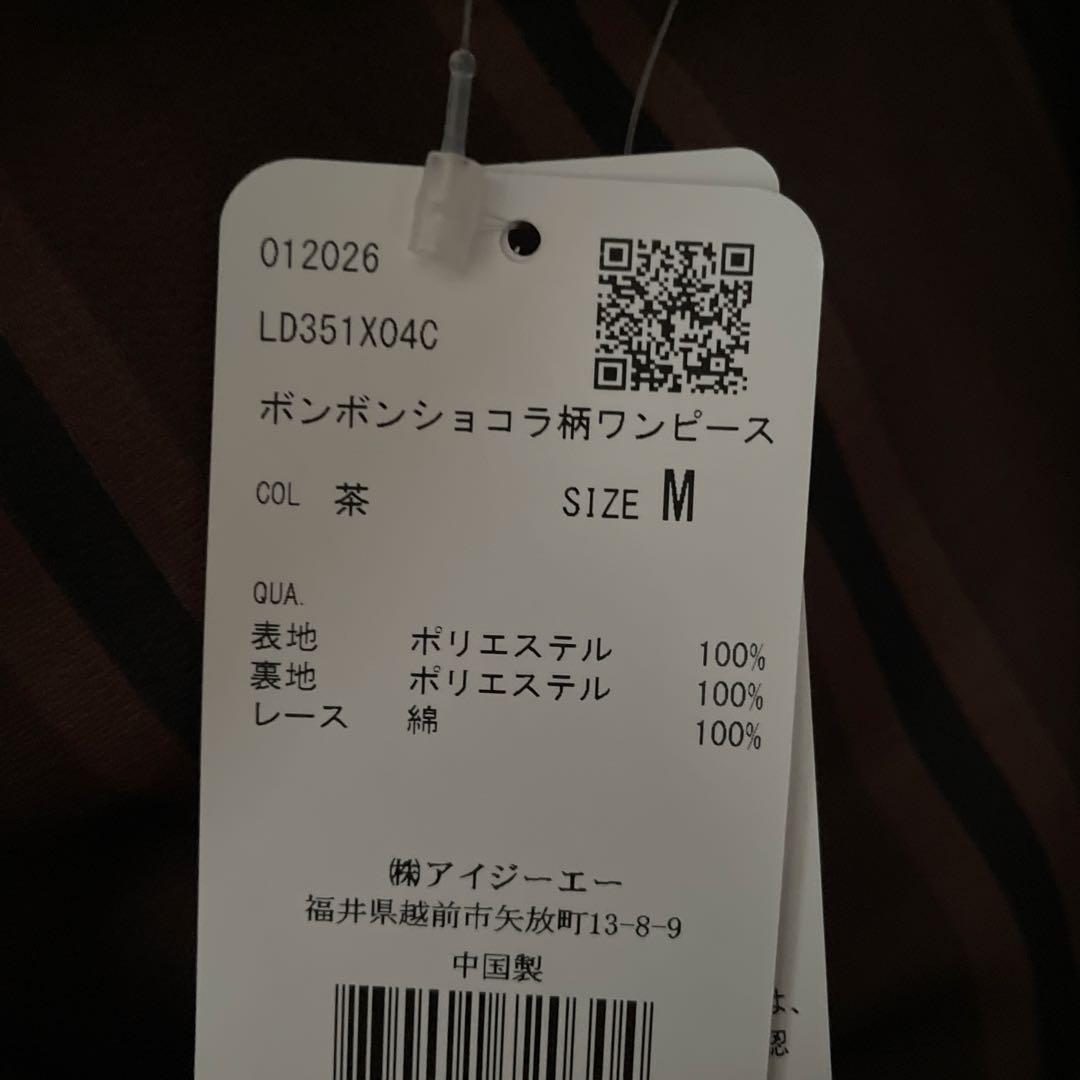 012026
LD351X04C
ボンボンショコラ柄ワンピース
COL 茶 SIZE M
QUA.
表地 ポリエステル 100%
裏地 ポリエステル 100%
レース 綿 100%
㈱アイジーエー
福井県越前市矢放町13-8-9
中国製
は、
認